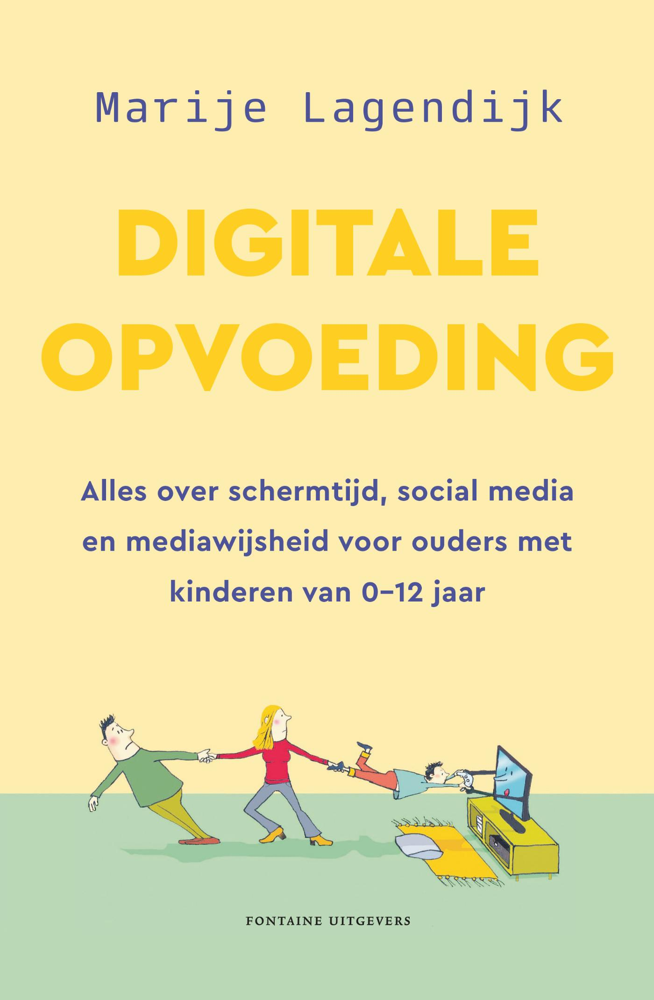 Marije Lagendijk
DIGITALE
OPVOEDING
Alles over schermtijd, social media
en mediawijsheid voor ouders met
kinderen van 0–12 jaar
FONTAINE UITGEVERS